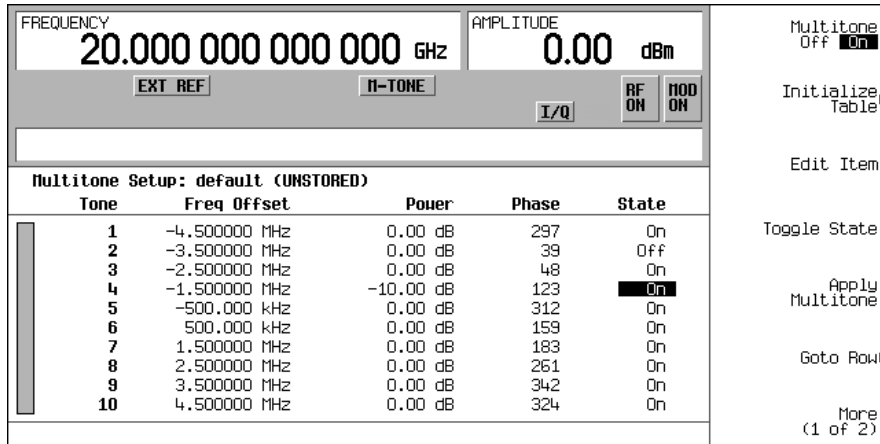 FREQUENCY
20.000 000 000 000 GHz
AMPLITUDE
0.00 dBm
EXT REF
M-TONE
I/Q
RF ON
MOD ON
Multitone Setup: default (UNSTORED)
Tone Freq Offset Power Phase State
1 -4.500000 MHz 0.00 dB 297 On
2 -3.500000 MHz 0.00 dB 39 Off
3 -2.500000 MHz 0.00 dB 48 On
4 -1.500000 MHz -10.00 dB 123 On
5 -500.000 kHz 0.00 dB 312 On
6 500.000 kHz 0.00 dB 159 On
7 1.500000 MHz 0.00 dB 183 On
8 2.500000 MHz 0.00 dB 261 On
9 3.500000 MHz 0.00 dB 342 On
10 4.500000 MHz 0.00 dB 324 On
Multitone
Off On
Initialize
Table
Edit Item
Toggle State
Apply
Multitone
Goto Row
More
(1 of 2)